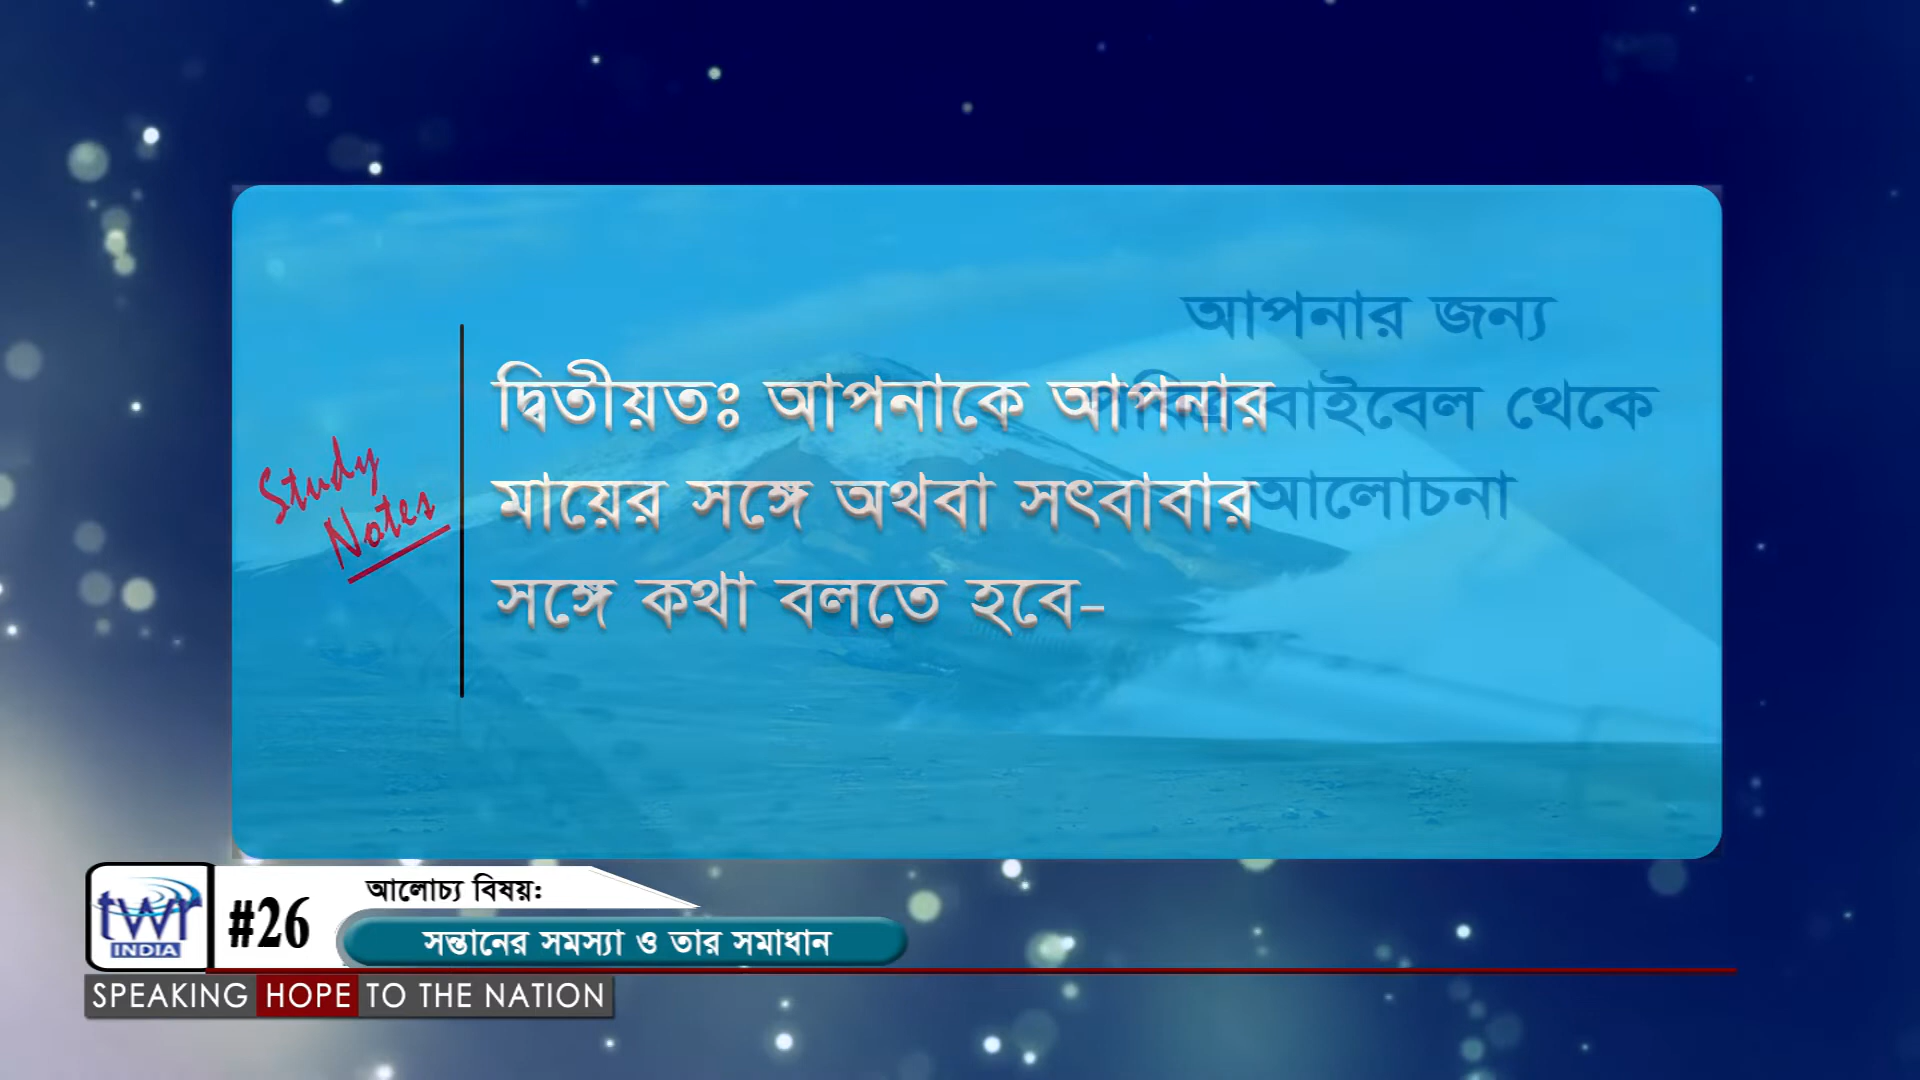 আপনার জন্য
পবিত্র বাইবেল থেকে
আলোচনা
Study
Notes
দ্বিতীয়তঃ আপনাকে আপনার
মায়ের সঙ্গে অথবা সৎবাবার
সঙ্গে কথা বলতে হবে-
twr
INDIA
#26
আলোচ্য বিষয়:
সন্তানের সমস্যা ও তার সমাধান
SPEAKING HOPE TO THE NATION